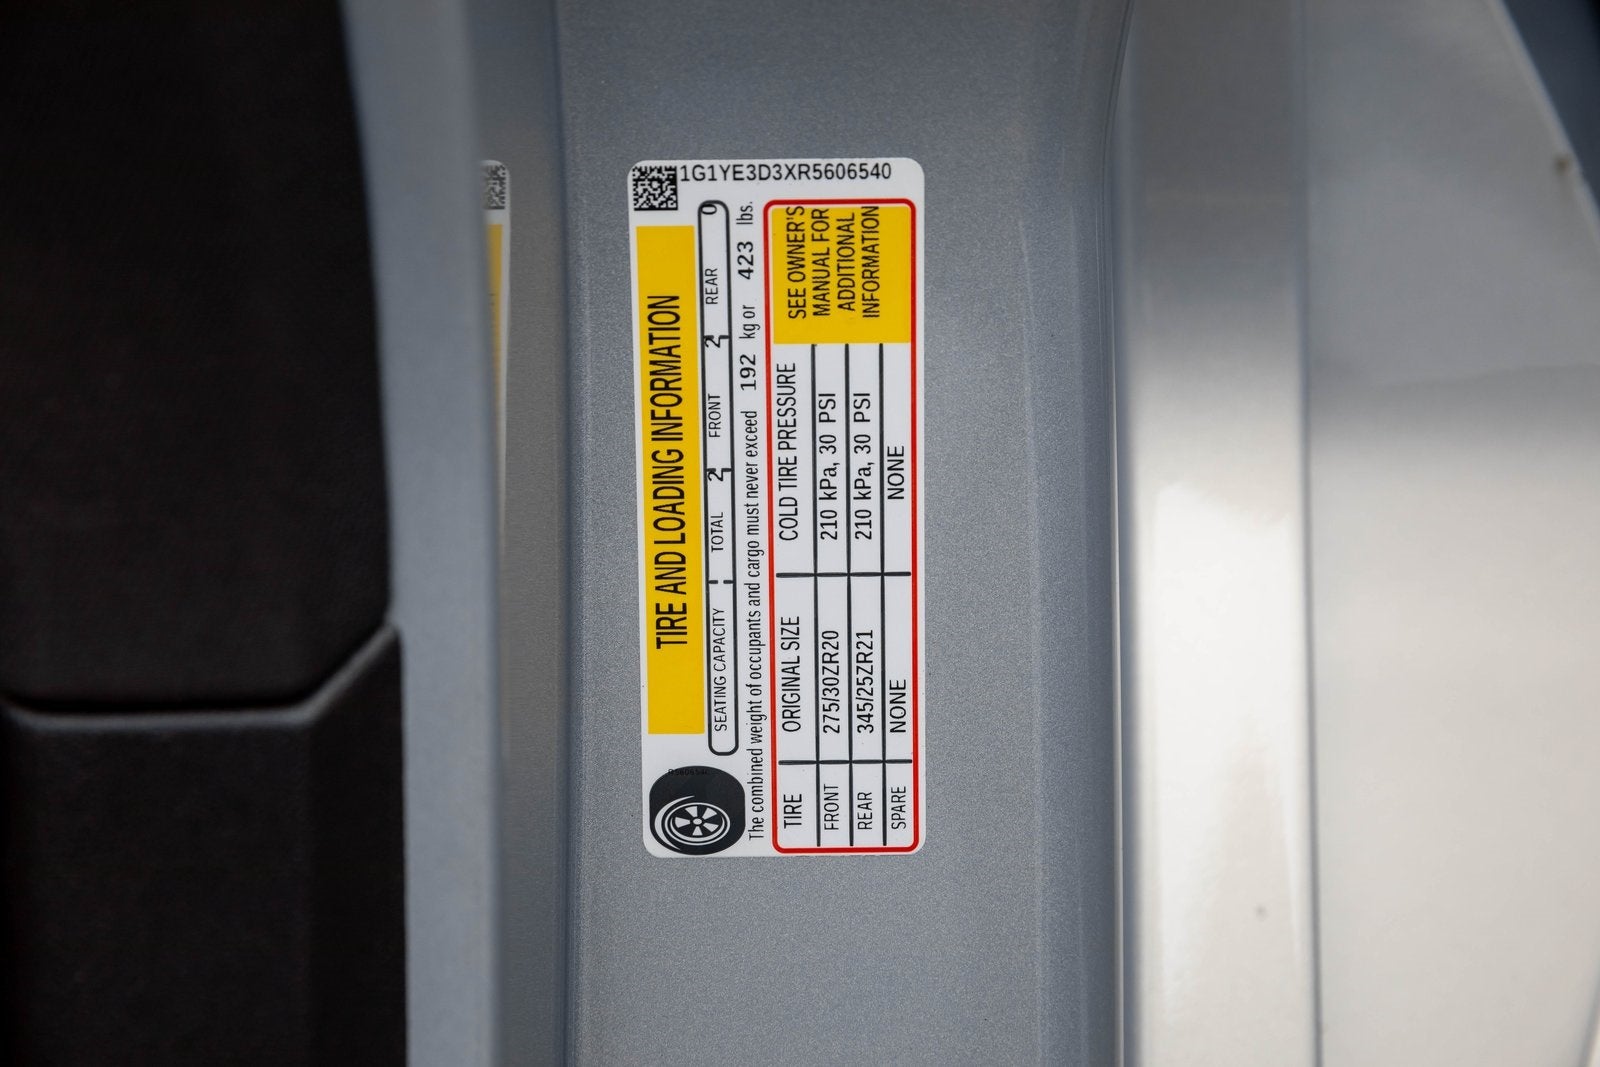 1G1YE3D3XR5606540
TIRE AND LOADING INFORMATION
SEATING CAPACITY TOTAL 2 FRONT 2 REAR 0
The combined weight of occupants and cargo must never exceed 192 kg or 423 lbs.
TIRE ORIGINAL SIZE COLD TIRE PRESSURE
FRONT 275/30ZR20 210 kPa, 30 PSI
REAR 345/25ZR21 210 kPa, 30 PSI
SPARE NONE NONE
SEE OWNER'S
MANUAL FOR
ADDITIONAL
INFORMATION